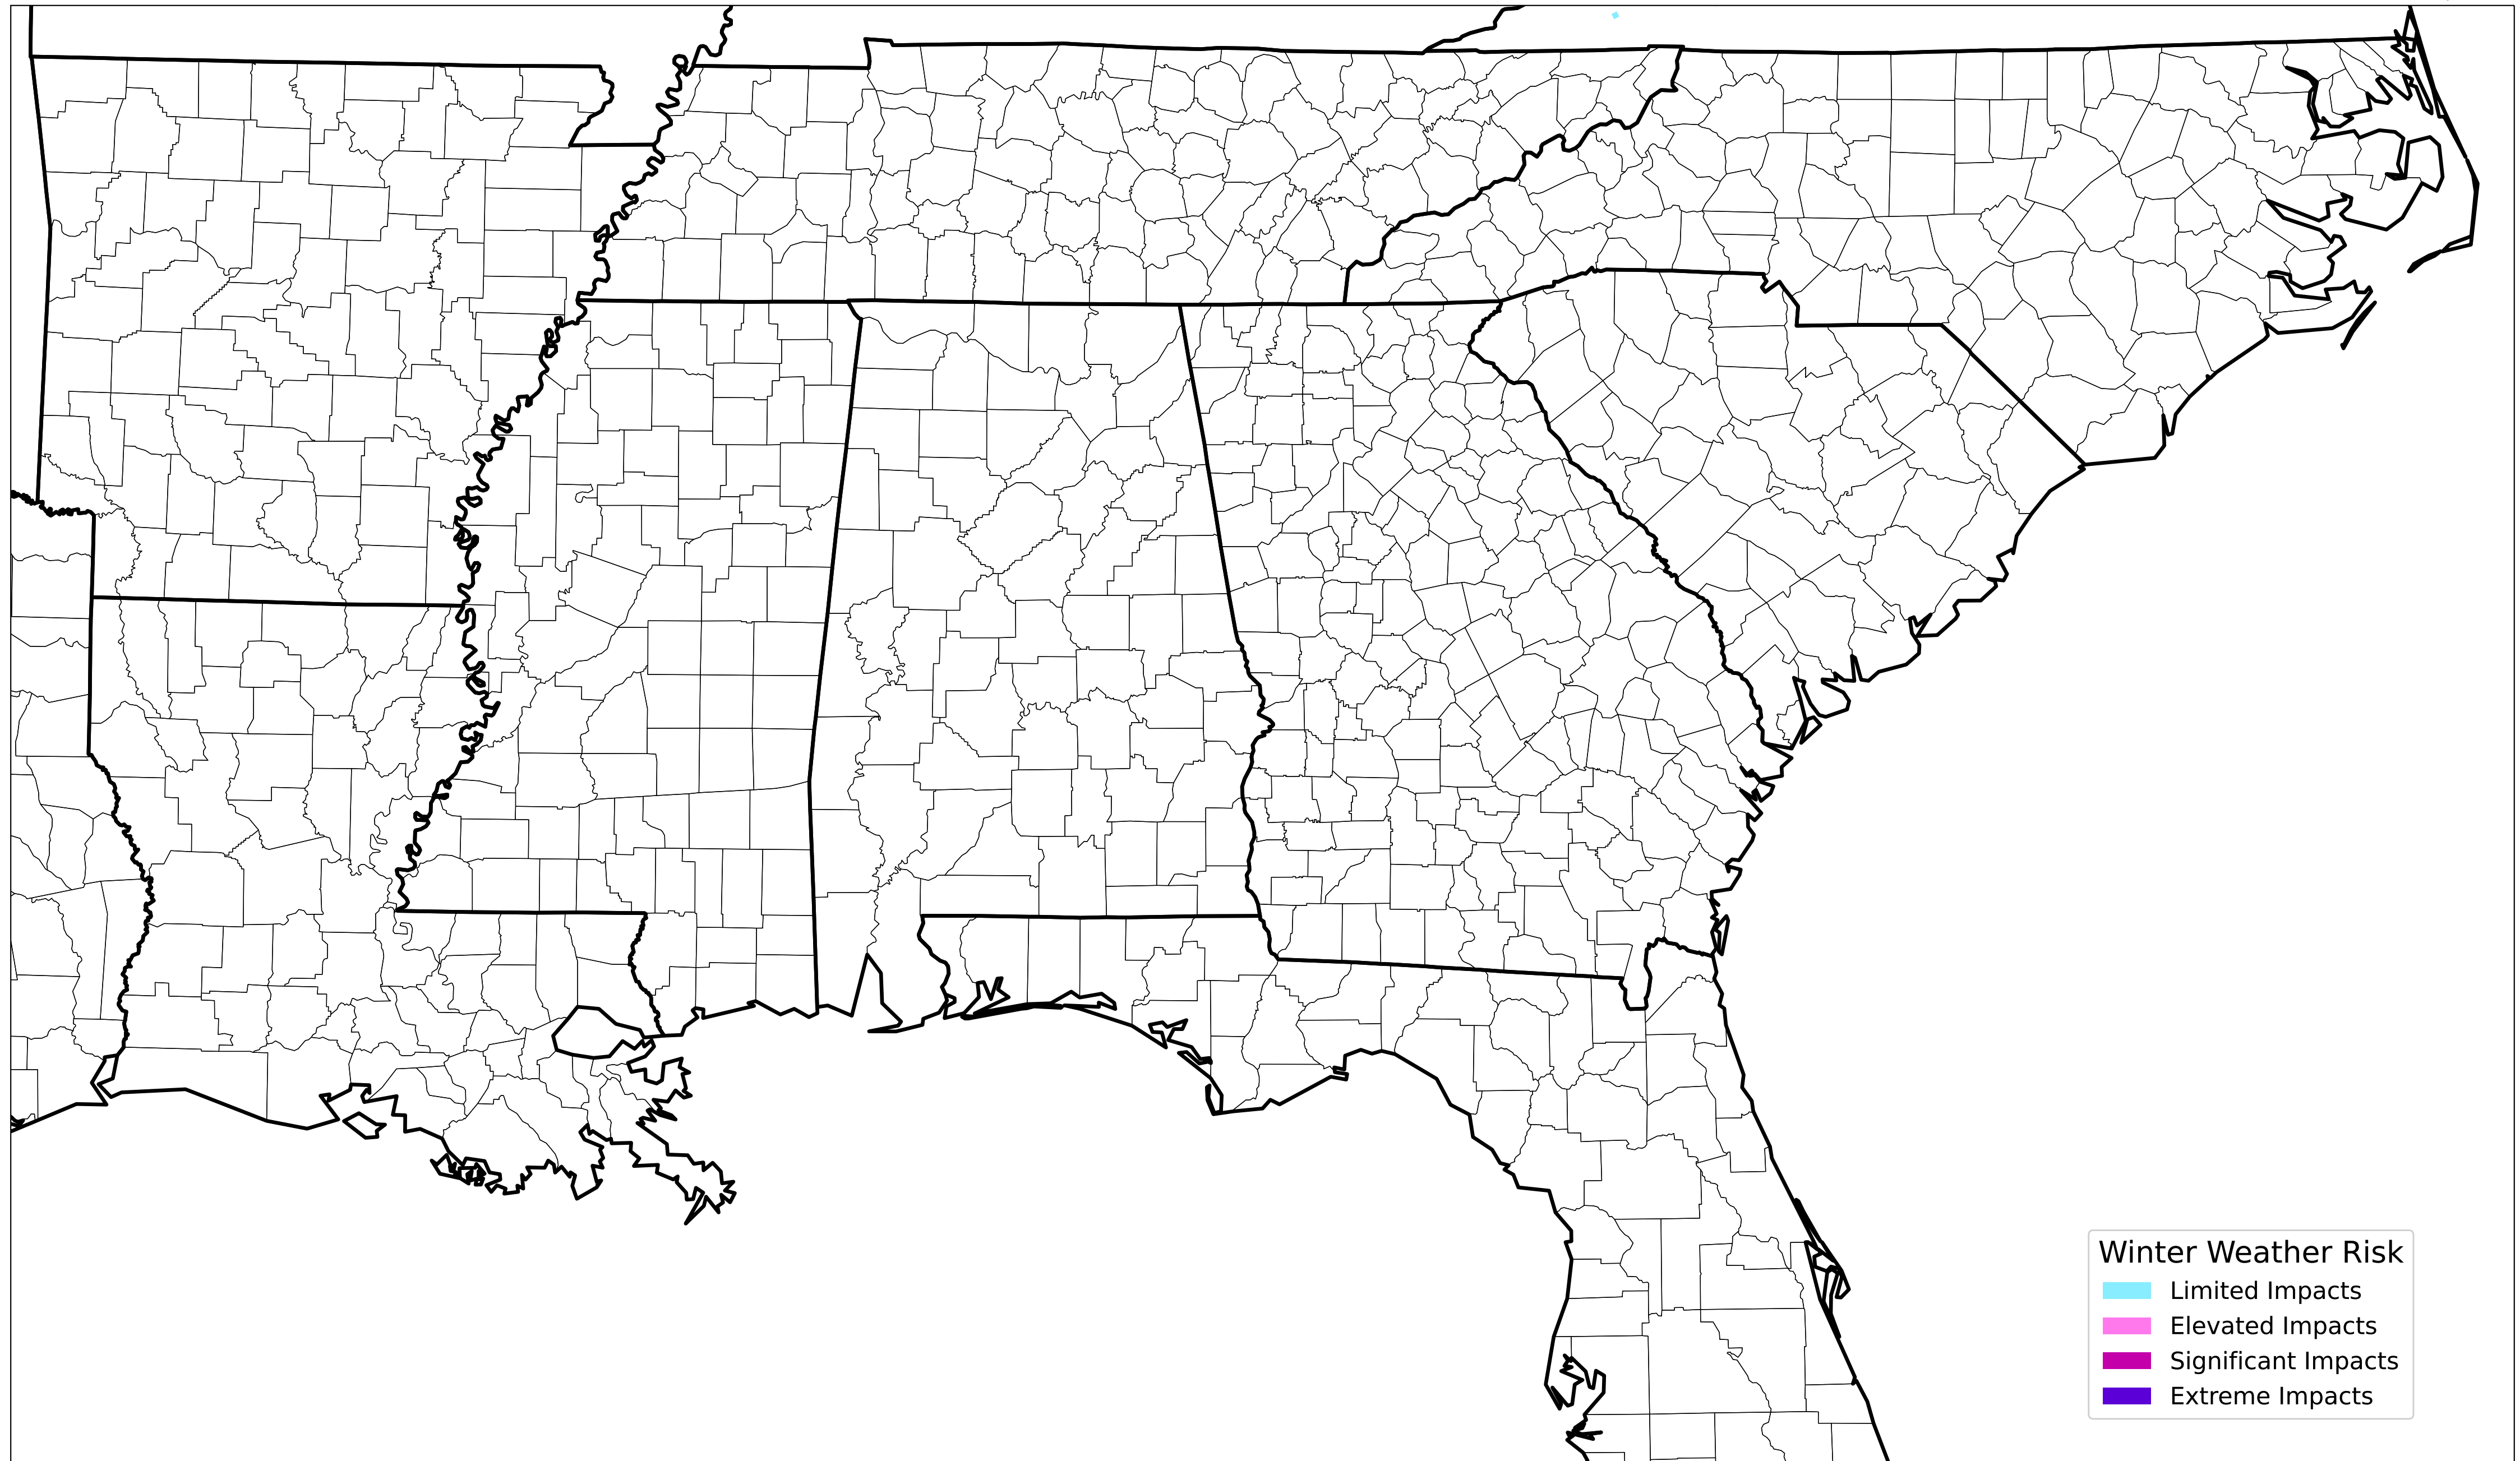 Winter Weather Risk
Limited Impacts
Elevated Impacts
Significant Impacts
Extreme Impacts